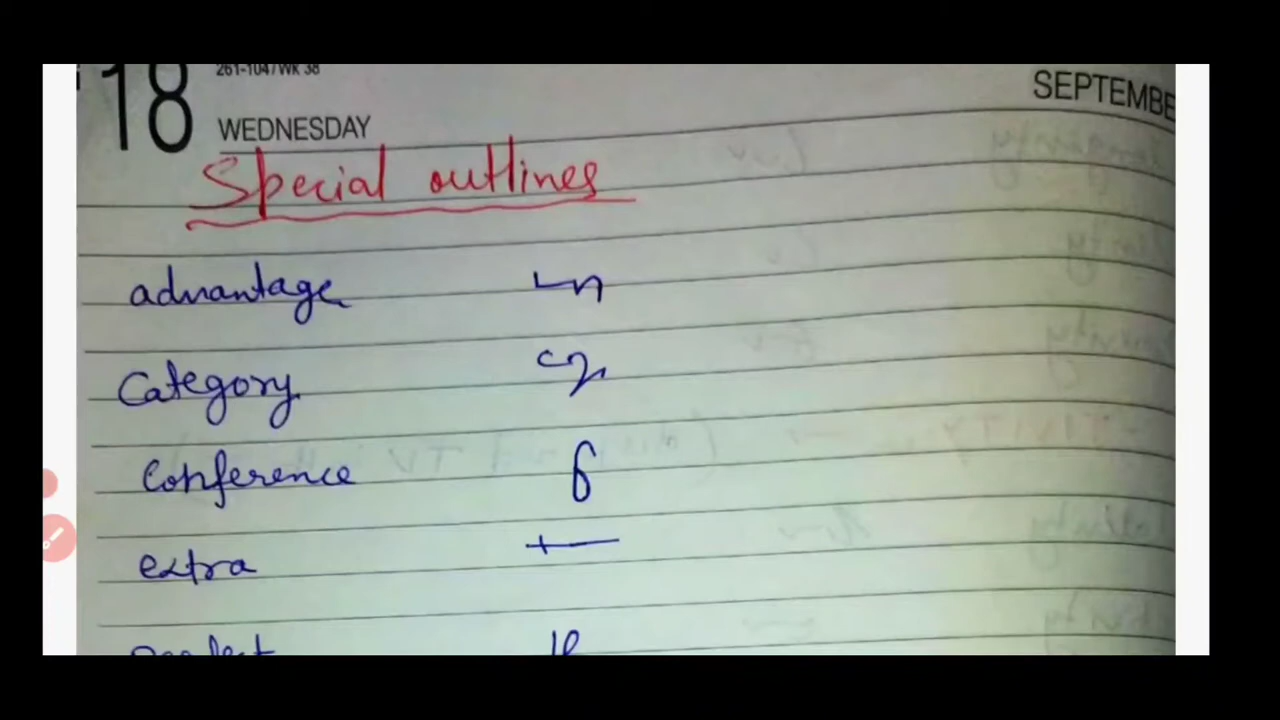 18
261-104/WK 38
WEDNESDAY
SEPTEMBE
Special outlines
advantage
Category
Conference
extra